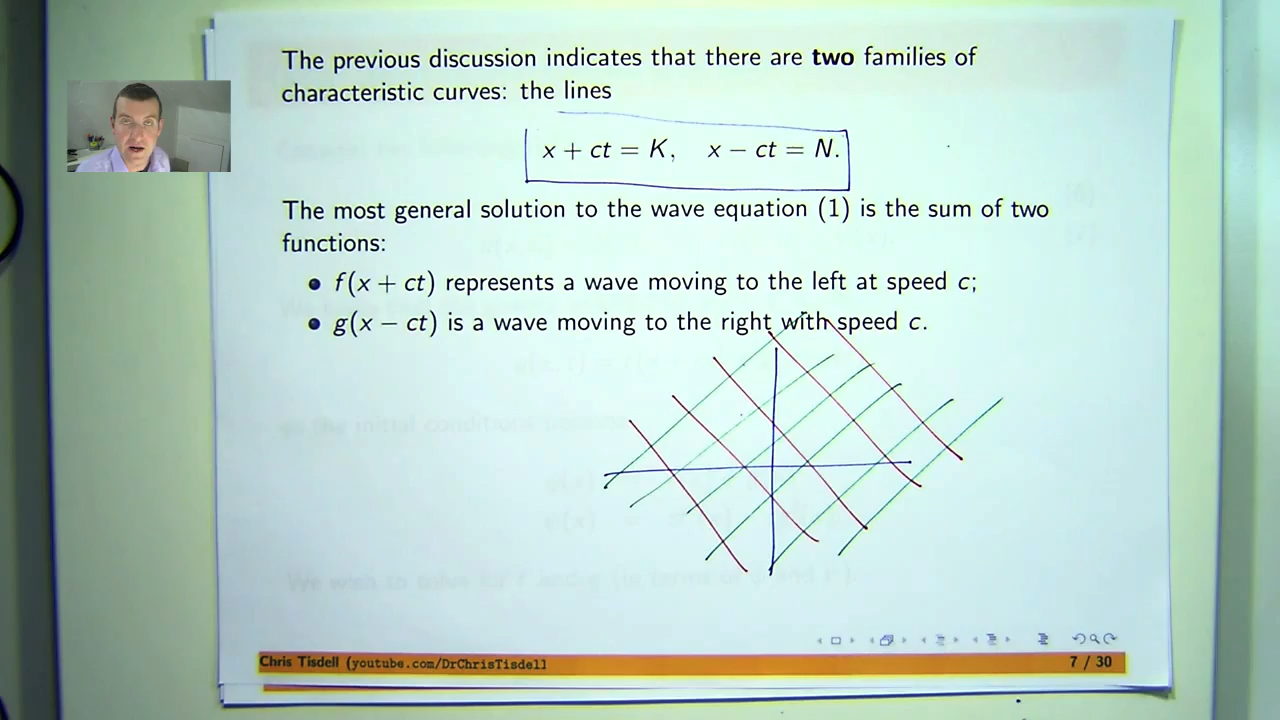 The previous discussion indicates that there are two families of
characteristic curves: the lines
x + ct = K, x − ct = N.
The most general solution to the wave equation (1) is the sum of two
functions:
• f(x + ct) represents a wave moving to the left at speed c;
• g(x − ct) is a wave moving to the right with speed c.
Chris Tisdell (youtube.com/DrChrisTisdell
7 / 30